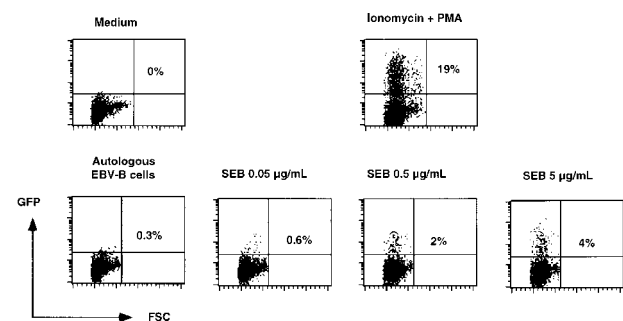 Medium
Ionomycin + PMA
0%
19%
Autologous
EBV-B cells
SEB 0.05 µg/mL
SEB 0.5 µg/mL
SEB 5 µg/mL
GFP
0.3%
0.6%
2%
4%
FSC